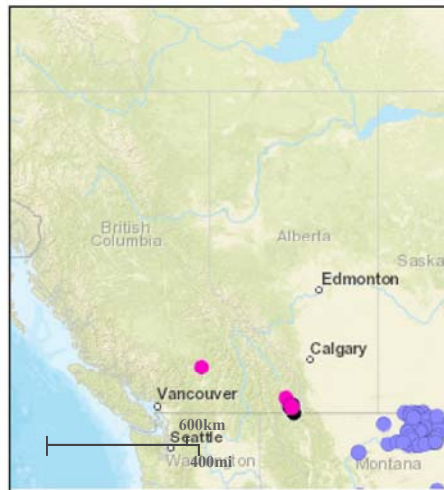 British
Columbia
Alberta
Saska
Edmonton
Calgary
Vancouver
600km
Seattle
Washington
400mi
Montana